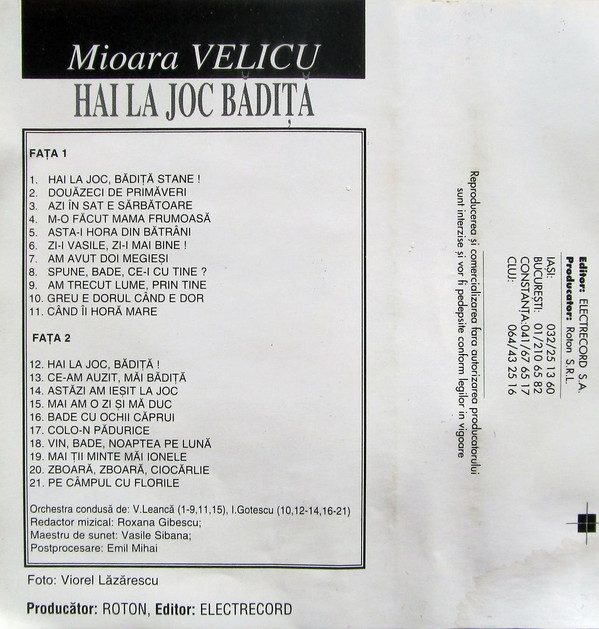 Mioara VELICU
HAI LA JOC BĂDIȚĂ
FAȚA 1
1. HAI LA JOC, BĂDIȚĂ STANE !
2. DOUĂZECI DE PRIMĂVERI
3. AZI ÎN SAT E SĂRBĂTOARE
4. M-O FĂCUT MAMA FRUMOASĂ
5. ASTA-I HORA DIN BĂTRÂNI
6. ZI-I VASILE, ZI-I MAI BINE !
7. AM AVUT DOI MEGIEȘI
8. SPUNE, BADE, CE-I CU TINE ?
9. AM TRECUT LUME, PRIN TINE
10. GREU E DORUL CÂND E DOR
11. CÂND ÎI HORĂ MARE
FAȚA 2
12. HAI LA JOC, BĂDIȚĂ !
13. CE-AM AUZIT, MĂI BĂDIȚĂ
14. ASTĂZI AM IEȘIT LA JOC
15. MAI AM O ZI ȘI MĂ DUC
16. BADE CU OCHII CĂPRUI
17. COLO-N PĂDURICE
18. VIN, BADE, NOAPTEA PE LUNĂ
19. MAI ȚII MINTE MĂI IONELE
20. ZBOARĂ, ZBOARĂ, CIOCÂRLIE
21. PE CÂMPUL CU FLORILE
Orchestra condusă de: V.Leancă (1-9,11,15), I.Gotescu (10,12-14,16-21)
Redactor mizical: Roxana Gibescu;
Maestru de sunet: Vasile Sibana;
Postprocesare: Emil Mihai
Foto: Viorel Lăzărescu
Producător: ROTON, Editor: ELECTRECORD
Reproducerea și comercializarea fara autorizarea producatorului
sunt interzise și vor fi pedepsite conform legilor in vigoare
Editor: ELECTRECORD S.A.
Producator: Roton S.R.L.
IAȘI: 032/25 13 60
BUCUREȘTI: 01/210 65 82
CONSTANȚA:041/67 65 17
CLUJ: 064/43 25 16